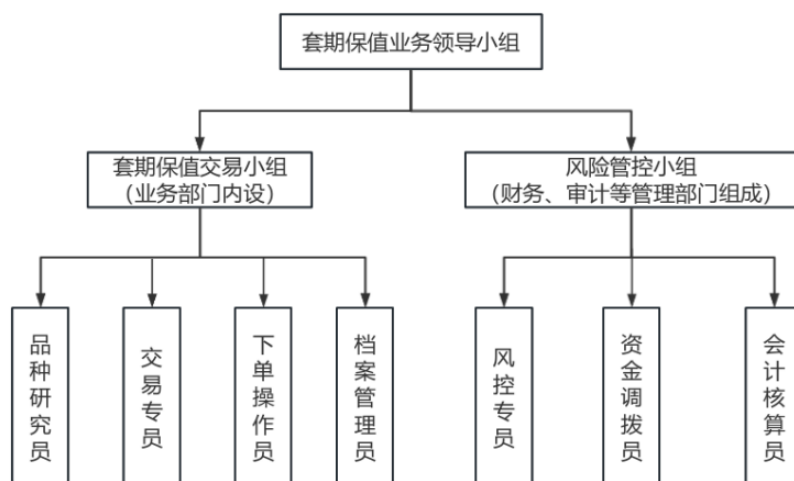 套期保值业务领导小组
套期保值交易小组
（业务部门内设）
风险管控小组
（财务、审计等管理部门组成）
品种研究员
交易专员
下单操作员
档案管理员
风控专员
资金调拨员
会计核算员